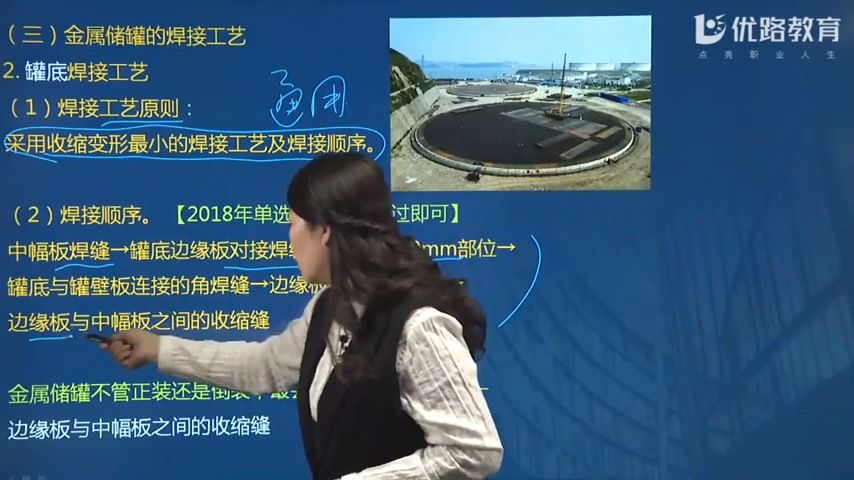 （三）金属储罐的焊接工艺
优路教育
点亮职业人生
2. 罐底焊接工艺
（1）焊接工艺原则：
通用
采用收缩变形最小的焊接工艺及焊接顺序。
（2）焊接顺序。【2018年单选 过即可】
中幅板焊缝→罐底边缘板对接焊 mm部位→
罐底与罐壁板连接的角焊缝→边缘
边缘板与中幅板之间的收缩缝
金属储罐不管正装还是倒装，最
边缘板与中幅板之间的收缩缝